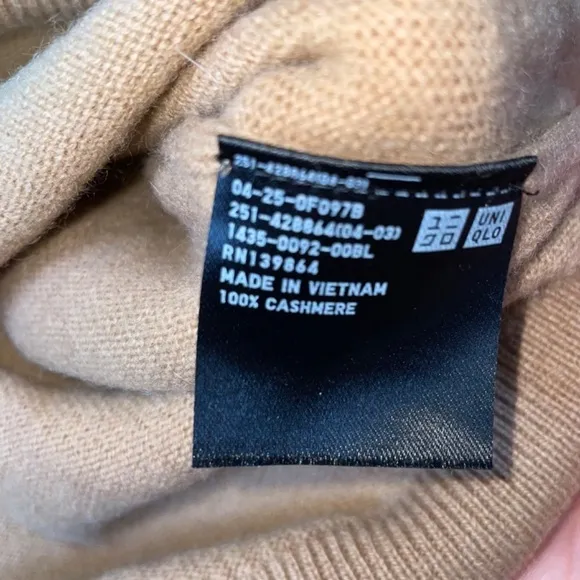 04-25-0F097B
251-428864(04-03)
1435-0092-00BL
RN139864
MADE IN VIETNAM
100% CASHMERE
ユニ
クロ
UNI
QLO